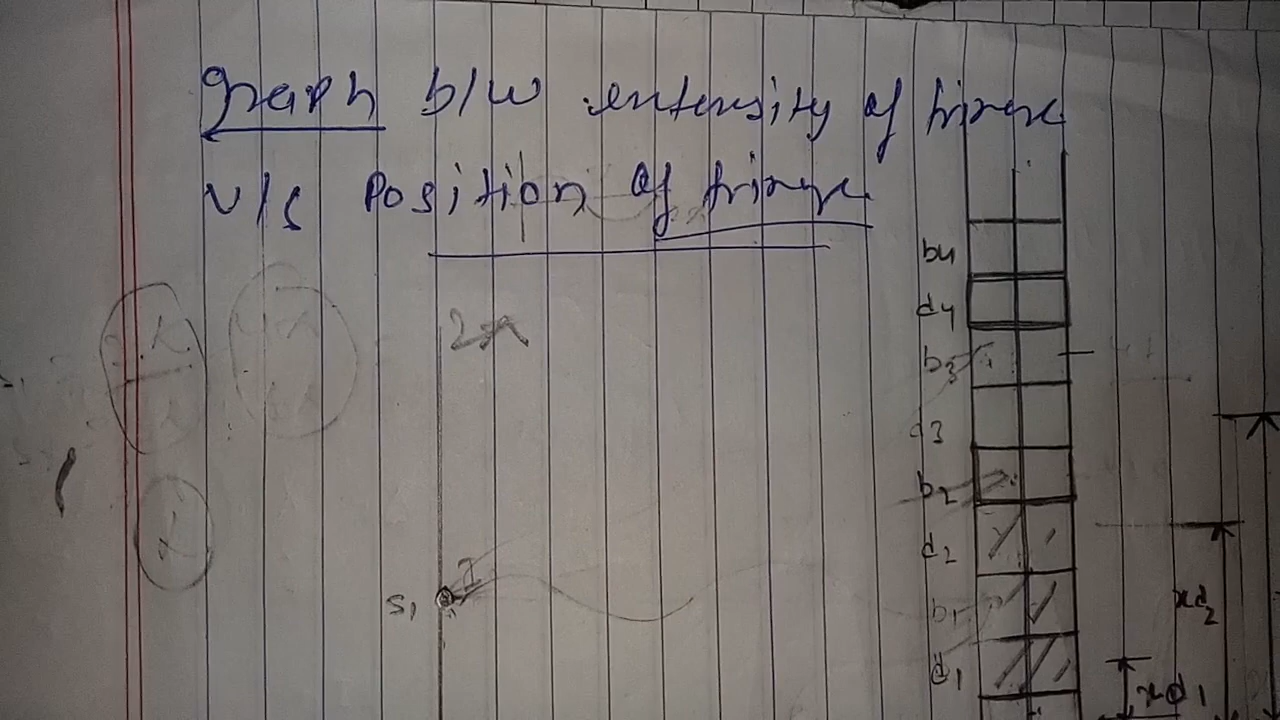 graph b/w intensity of fringe
v/s Position of fringe
b4
d4
2λ
b3
d3
b2
d2
I
S1
b1
xd2
d1
xd1